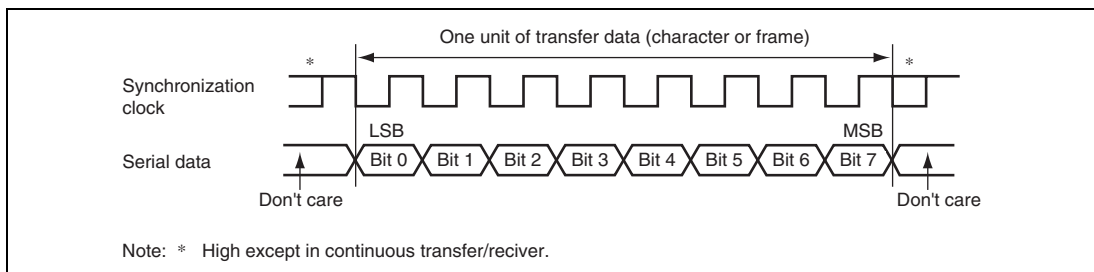 One unit of transfer data (character or frame)
* *
Synchronization
clock
LSB MSB
Serial data Bit 0 Bit 1 Bit 2 Bit 3 Bit 4 Bit 5 Bit 6 Bit 7
Don't care Don't care
Note: * High except in continuous transfer/reciver.